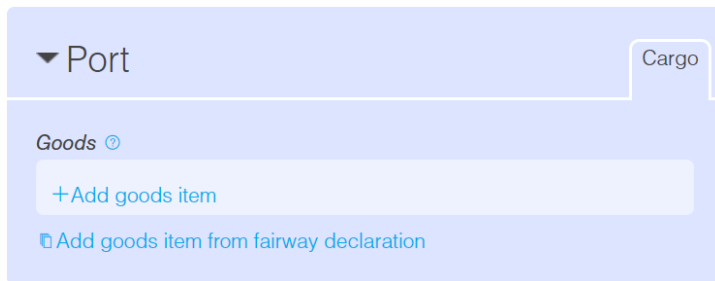 Port
Cargo
Goods
+Add goods item
Add goods item from fairway declaration